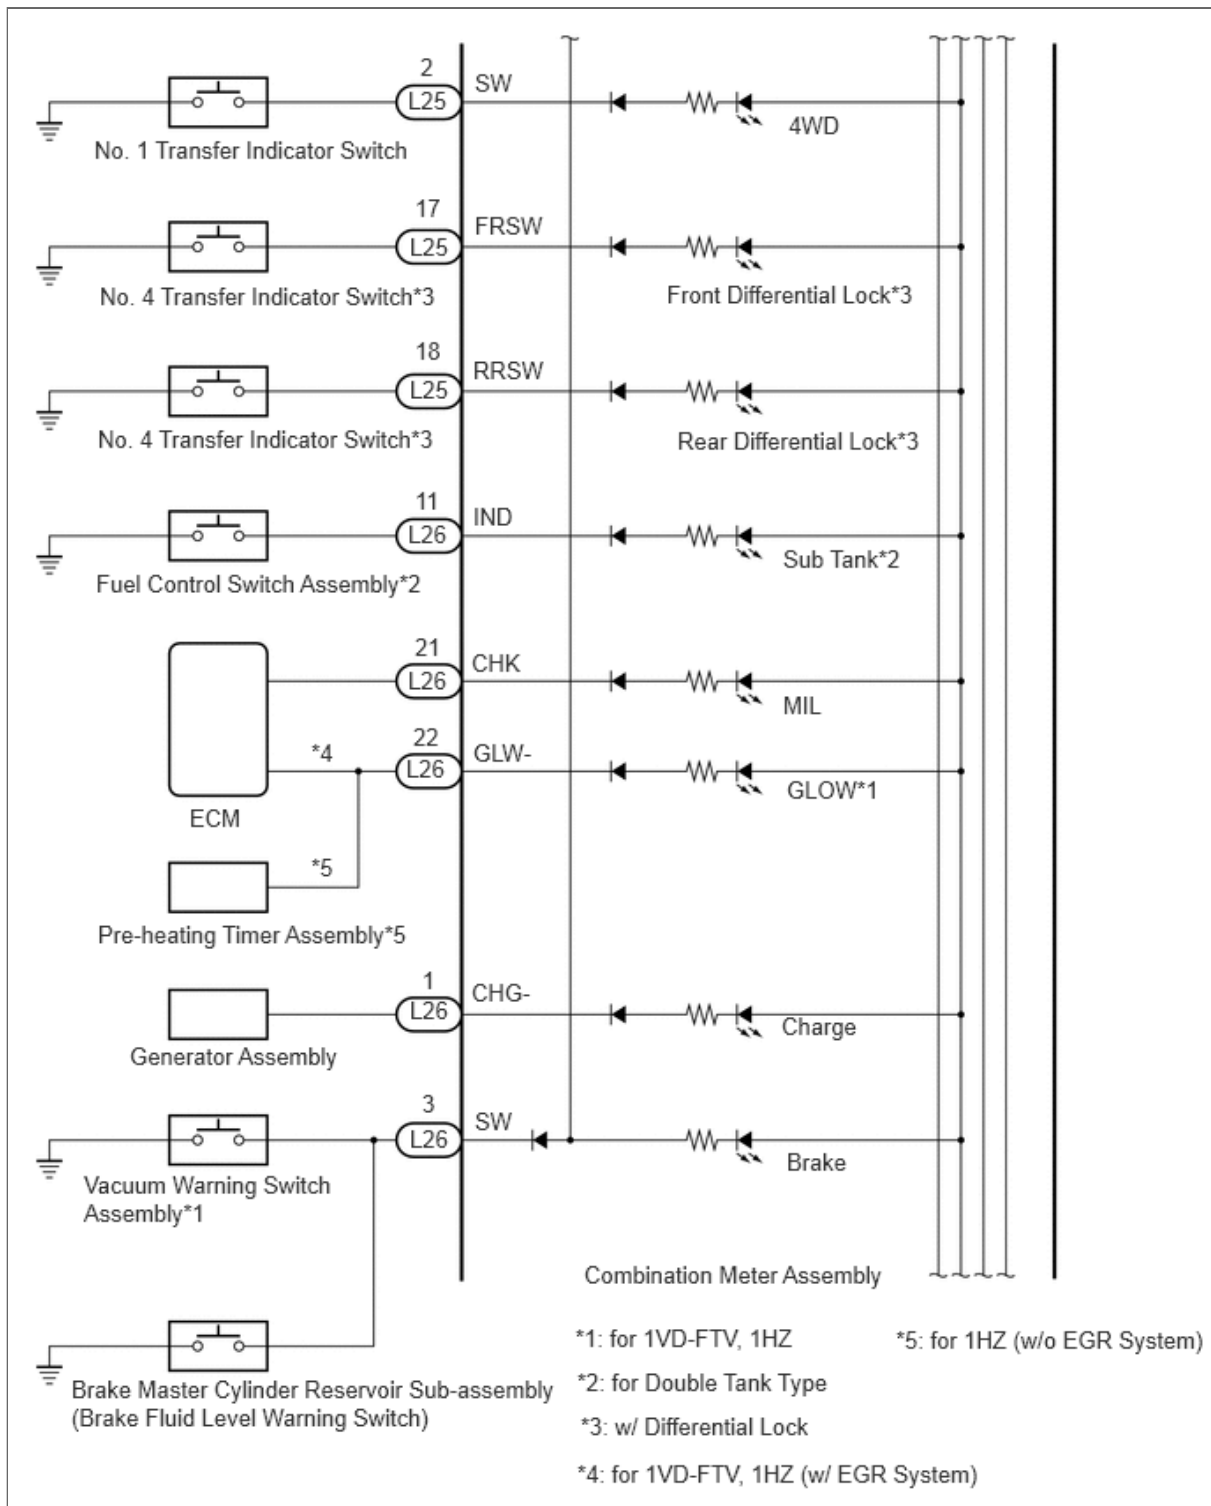 2
SW
L25
4WD
No. 1 Transfer Indicator Switch
17
FRSW
L25
No. 4 Transfer Indicator Switch*3
Front Differential Lock*3
18
RRSW
L25
No. 4 Transfer Indicator Switch*3
Rear Differential Lock*3
11
IND
L26
Sub Tank*2
Fuel Control Switch Assembly*2
21
CHK
L26
MIL
22
*4
GLW-
L26
GLOW*1
ECM
*5
Pre-heating Timer Assembly*5
1
CHG-
L26
Charge
Generator Assembly
3
SW
L26
Brake
Vacuum Warning Switch
Assembly*1
Combination Meter Assembly
*1: for 1VD-FTV, 1HZ
*5: for 1HZ (w/o EGR System)
Brake Master Cylinder Reservoir Sub-assembly
(Brake Fluid Level Warning Switch)
*2: for Double Tank Type
*3: w/ Differential Lock
*4: for 1VD-FTV, 1HZ (w/ EGR System)